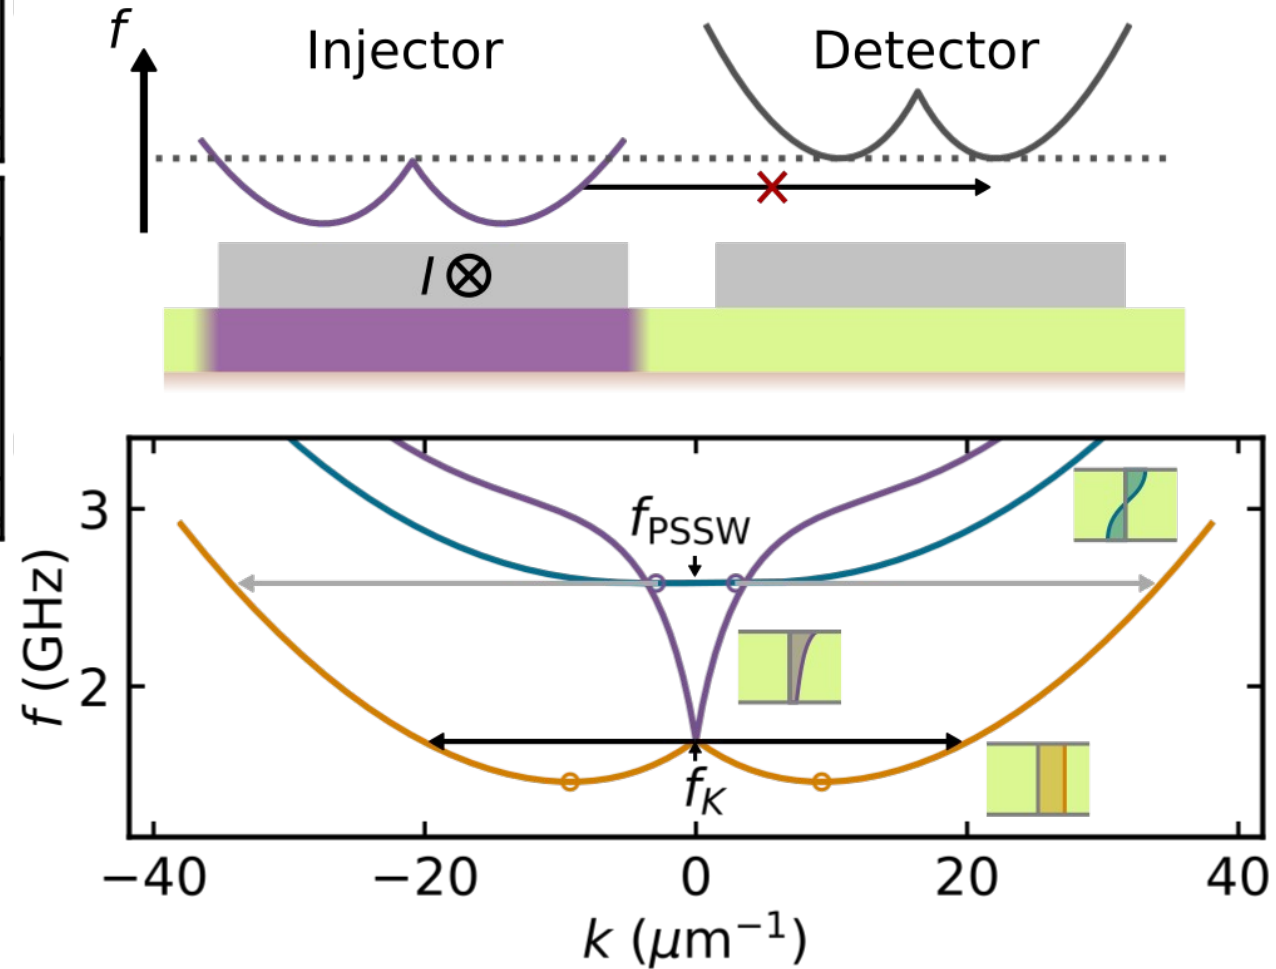 f
Injector
Detector
I ⊗
f_PSSW
f_K
3
2
f (GHz)
−40
−20
0
20
40
k (μm⁻¹)